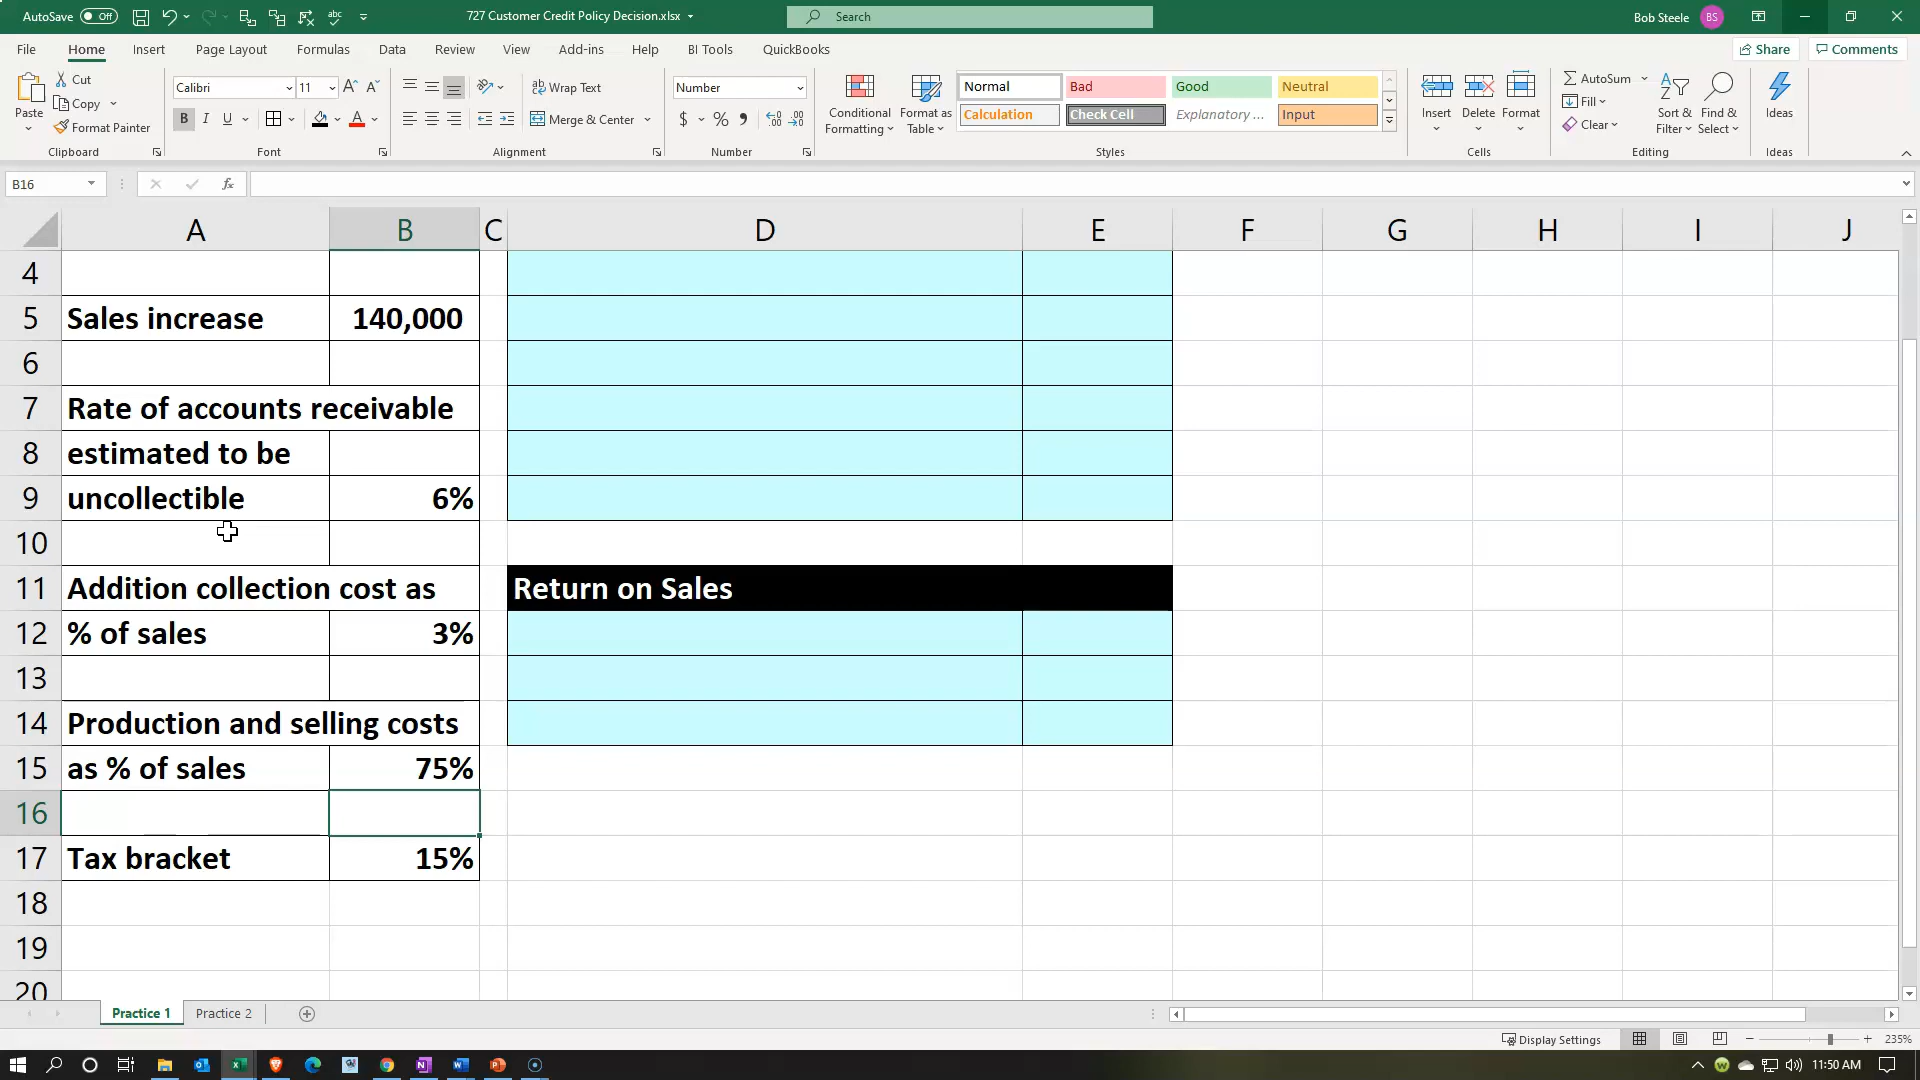 AutoSave Off
727 Customer Credit Policy Decision.xlsx
Search
Bob Steele BS
File Home Insert Page Layout Formulas Data Review View Add-ins Help BI Tools QuickBooks
Share Comments
Paste
Cut
Copy
Format Painter
Clipboard
Calibri 11
B I U
Font
Wrap Text
Merge & Center
Alignment
Number
$ % ,
Number
Conditional Formatting
Format as Table
Normal Bad Good Neutral
Calculation Check Cell Explanatory ... Input
Styles
Insert Delete Format
Cells
AutoSum
Fill
Clear
Sort & Filter
Find & Select
Editing
Ideas
Ideas
B16 fx
A B C D E F G H I J
4
5 Sales increase 140,000
6
7 Rate of accounts receivable
8 estimated to be
9 uncollectible 6%
10
11 Addition collection cost as Return on Sales
12 % of sales 3%
13
14 Production and selling costs
15 as % of sales 75%
16
17 Tax bracket 15%
18
19
20
Practice 1 Practice 2
Display Settings 235%
11:50 AM